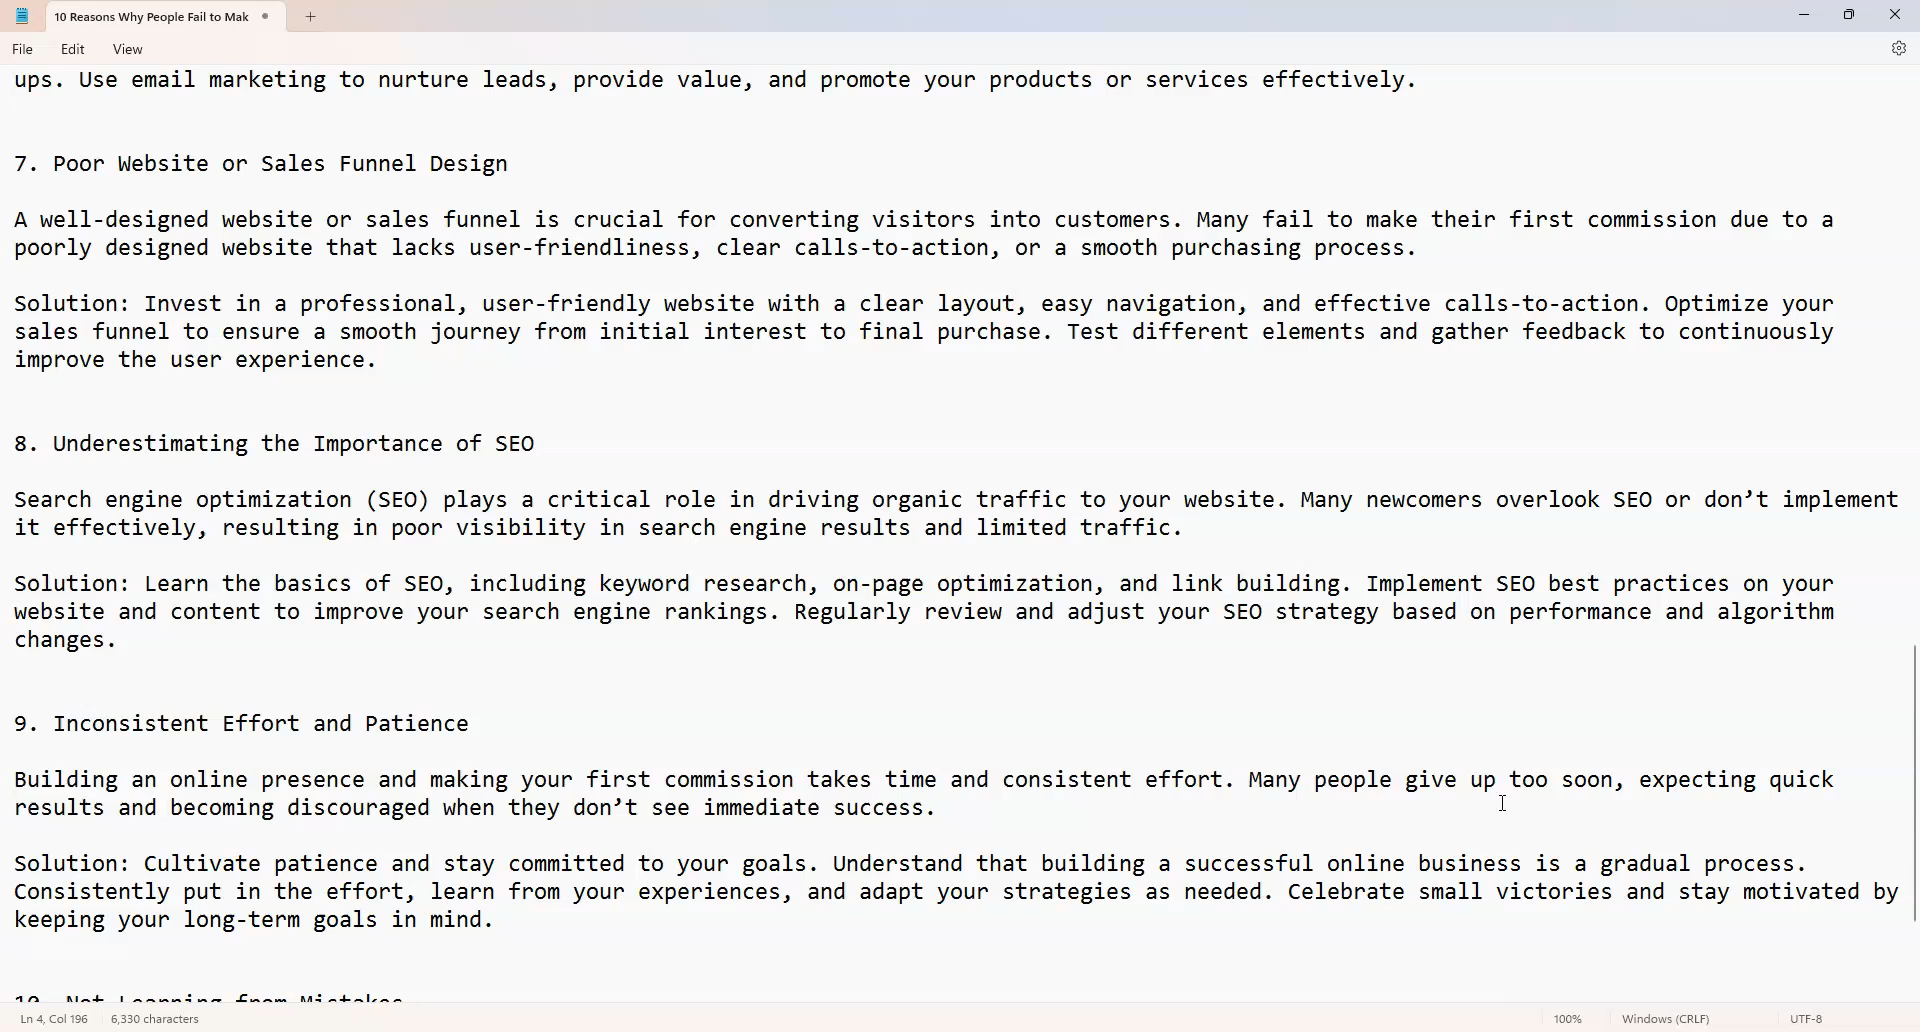 10 Reasons Why People Fail to Mak
File Edit View
ups. Use email marketing to nurture leads, provide value, and promote your products or services effectively.
7. Poor Website or Sales Funnel Design
A well-designed website or sales funnel is crucial for converting visitors into customers. Many fail to make their first commission due to a
poorly designed website that lacks user-friendliness, clear calls-to-action, or a smooth purchasing process.
Solution: Invest in a professional, user-friendly website with a clear layout, easy navigation, and effective calls-to-action. Optimize your
sales funnel to ensure a smooth journey from initial interest to final purchase. Test different elements and gather feedback to continuously
improve the user experience.
8. Underestimating the Importance of SEO
Search engine optimization (SEO) plays a critical role in driving organic traffic to your website. Many newcomers overlook SEO or don’t implement
it effectively, resulting in poor visibility in search engine results and limited traffic.
Solution: Learn the basics of SEO, including keyword research, on-page optimization, and link building. Implement SEO best practices on your
website and content to improve your search engine rankings. Regularly review and adjust your SEO strategy based on performance and algorithm
changes.
9. Inconsistent Effort and Patience
Building an online presence and making your first commission takes time and consistent effort. Many people give up too soon, expecting quick
results and becoming discouraged when they don’t see immediate success.
Solution: Cultivate patience and stay committed to your goals. Understand that building a successful online business is a gradual process.
Consistently put in the effort, learn from your experiences, and adapt your strategies as needed. Celebrate small victories and stay motivated by
keeping your long-term goals in mind.
10. Not Learning from Mistakes
Ln 4, Col 196 6,330 characters 100% Windows (CRLF) UTF-8